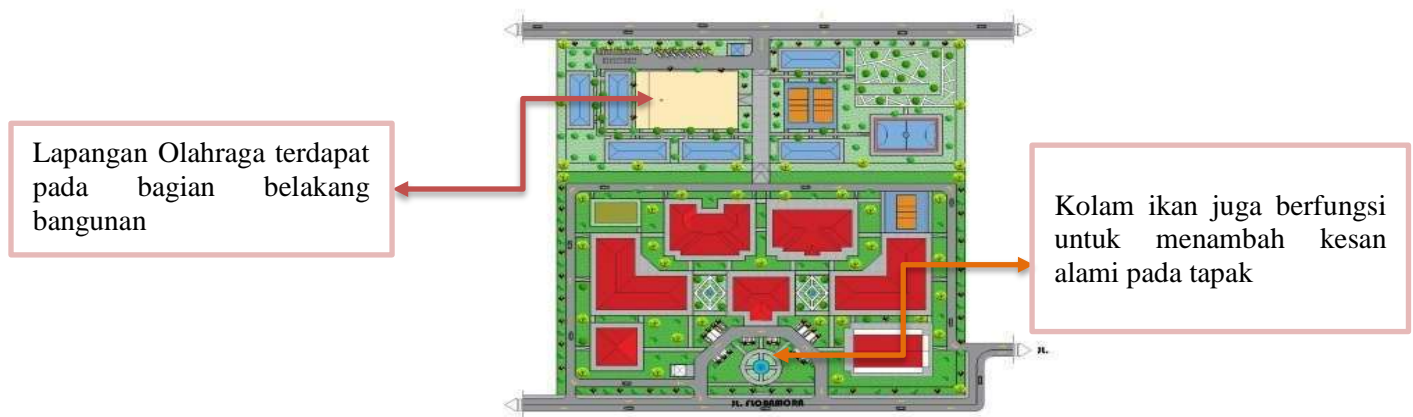 Lapangan Olahraga terdapat
pada bagian belakang
bangunan
Kolam ikan juga berfungsi
untuk menambah kesan
alami pada tapak
JL.
JL. FLOBAMORA